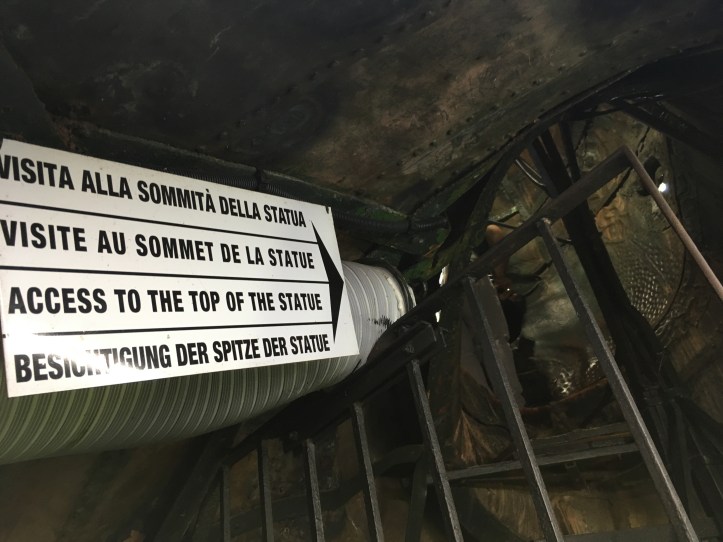 VISITA ALLA SOMMITÀ DELLA STATUA
VISITE AU SOMMET DE LA STATUE
ACCESS TO THE TOP OF THE STATUE
BESICHTIGUNG DER SPITZE DER STATUE